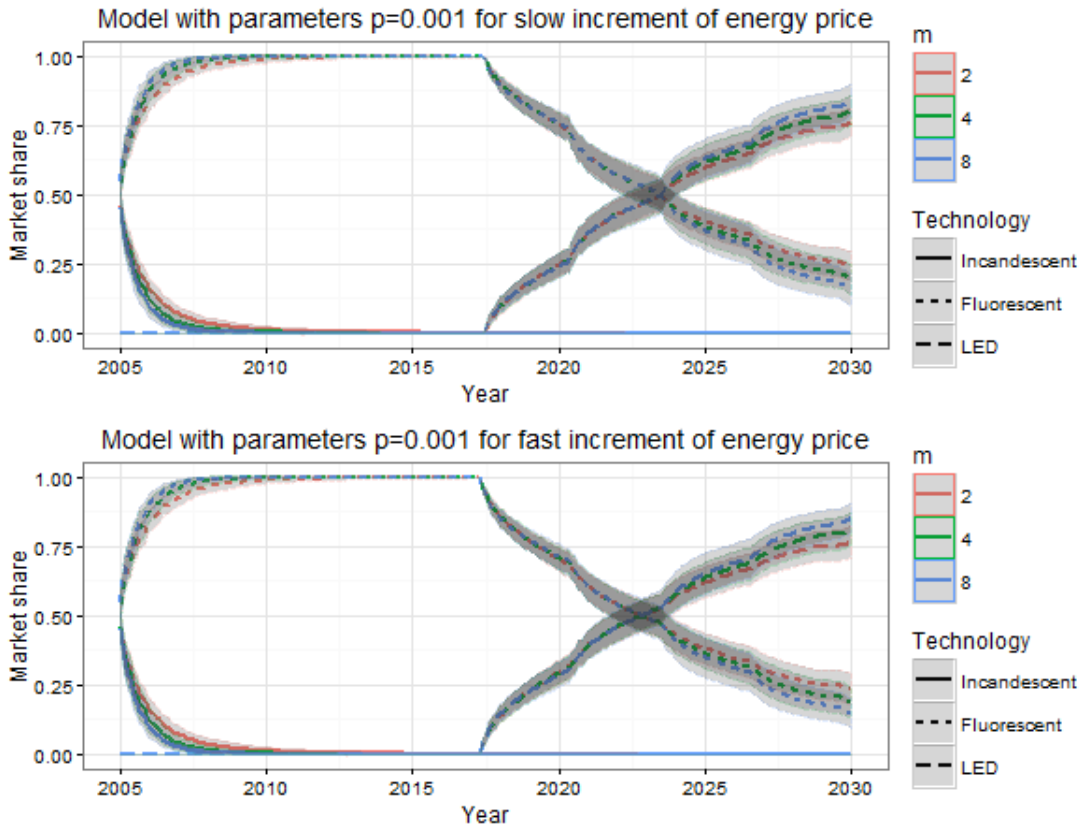 Model with parameters p=0.001 for slow increment of energy price
1.00
0.75
0.50
0.25
0.00
Market share
2005 2010 2015 2020 2025 2030
Year
m
2
4
8
Technology
Incandescent
Fluorescent
LED
Model with parameters p=0.001 for fast increment of energy price
1.00
0.75
0.50
0.25
0.00
Market share
2005 2010 2015 2020 2025 2030
Year
m
2
4
8
Technology
Incandescent
Fluorescent
LED